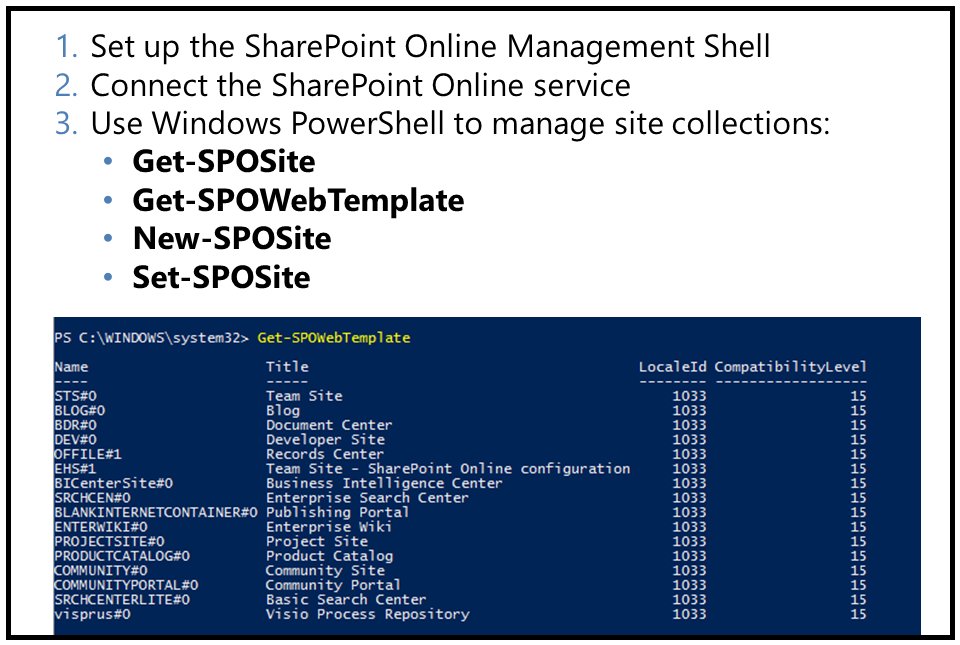 1. Set up the SharePoint Online Management Shell
2. Connect the SharePoint Online service
3. Use Windows PowerShell to manage site collections:
• Get-SPOSite
• Get-SPOWebTemplate
• New-SPOSite
• Set-SPOSite
PS C:\WINDOWS\system32> Get-SPOWebTemplate
Name Title LocaleId CompatibilityLevel
---- ----- -------- ------------------
STS#0 Team Site 1033 15
BLOG#0 Blog 1033 15
BDR#0 Document Center 1033 15
DEV#0 Developer Site 1033 15
OFFILE#1 Records Center 1033 15
EHS#1 Team Site - SharePoint Online configuration 1033 15
BICenterSite#0 Business Intelligence Center 1033 15
SRCHCEN#0 Enterprise Search Center 1033 15
BLANKINTERNETCONTAINER#0 Publishing Portal 1033 15
ENTERWIKI#0 Enterprise Wiki 1033 15
PROJECTSITE#0 Project Site 1033 15
PRODUCTCATALOG#0 Product Catalog 1033 15
COMMUNITY#0 Community Site 1033 15
COMMUNITYPORTAL#0 Community Portal 1033 15
SRCHCENTERLITE#0 Basic Search Center 1033 15
visprus#0 Visio Process Repository 1033 15